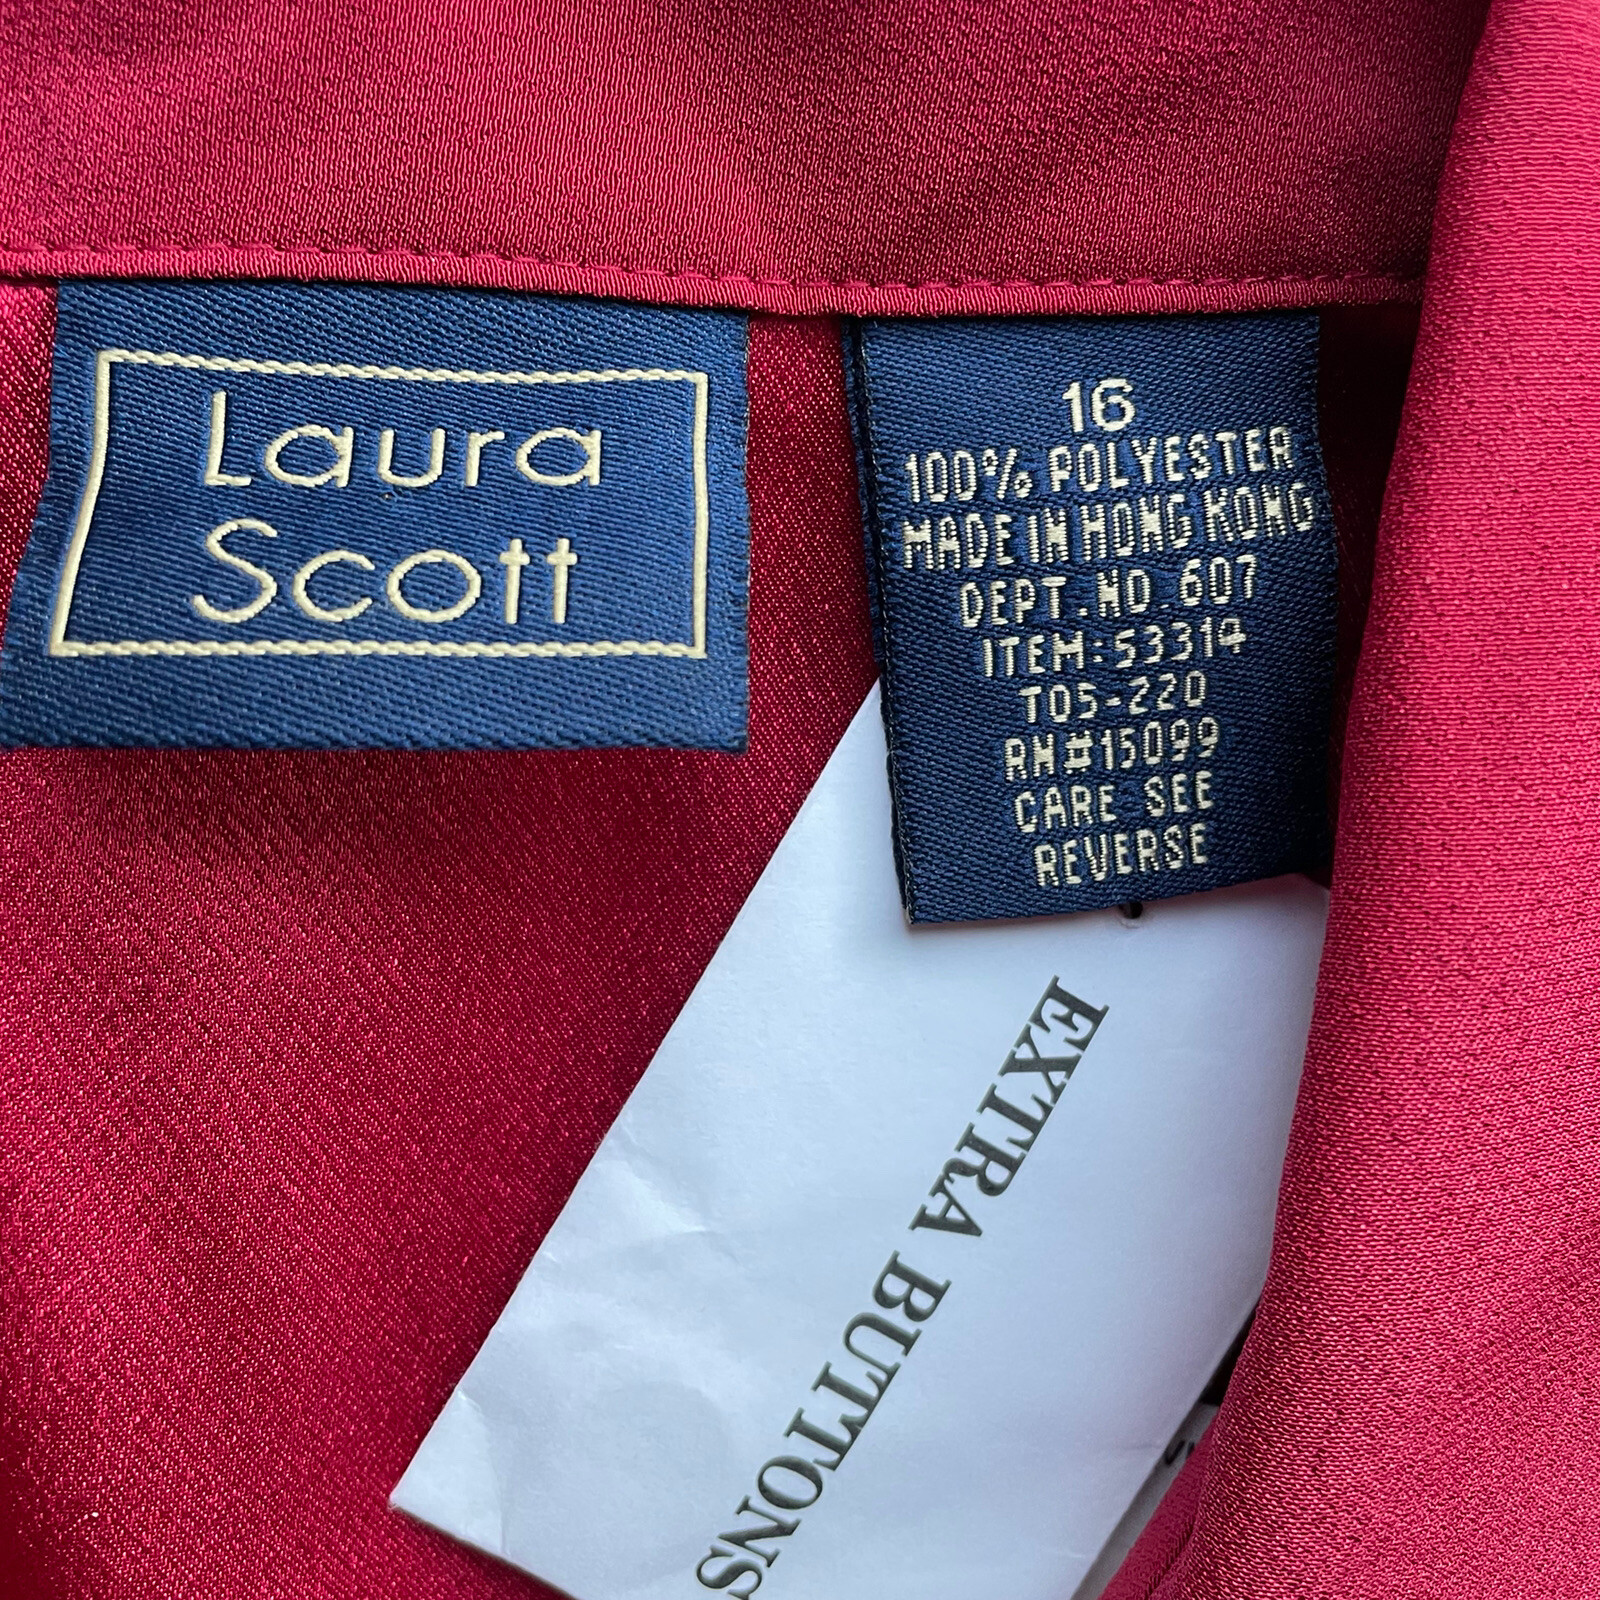 Laura
Scott
16
100% POLYESTER
MADE IN HONG KONG
DEPT. NO. 607
ITEM:53314
T05-220
RN#15099
CARE SEE
REVERSE
EXTRA BUTTONS